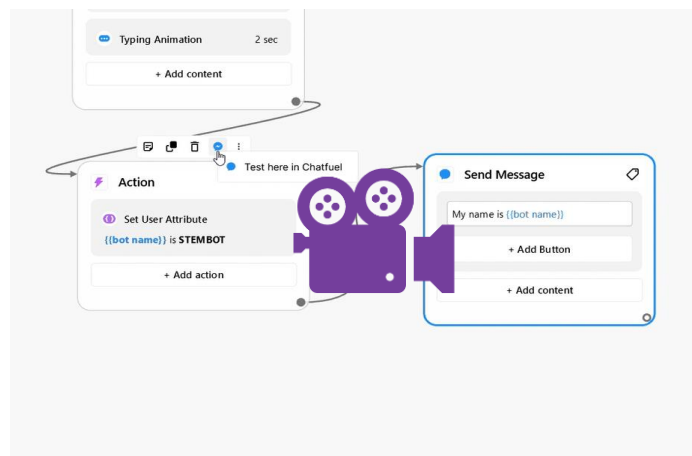 Typing Animation 2 sec
+ Add content
Test here in Chatfuel
Action
Set User Attribute
{{bot name}} is STEMBOT
+ Add action
Send Message
My name is {{bot name}}
+ Add Button
+ Add content